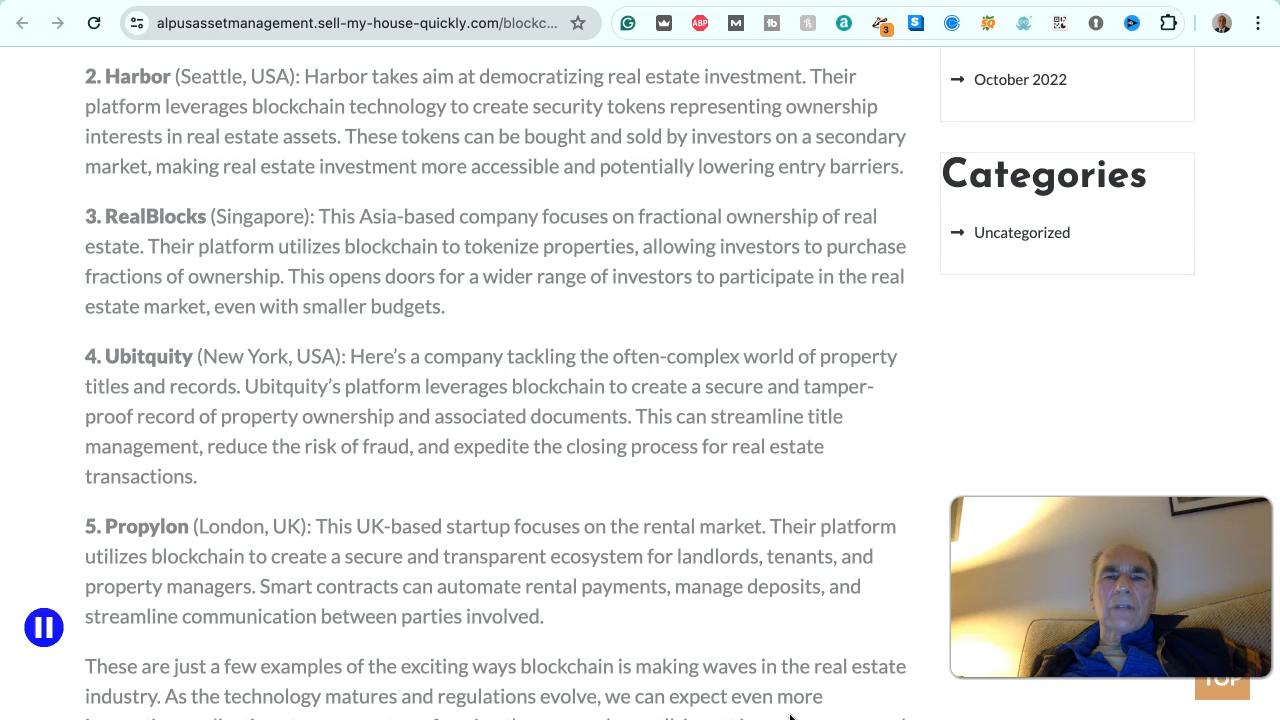 alpusassetmanagement.sell-my-house-quickly.com/blockc...
ABP
3
2. Harbor (Seattle, USA): Harbor takes aim at democratizing real estate investment. Their
platform leverages blockchain technology to create security tokens representing ownership
interests in real estate assets. These tokens can be bought and sold by investors on a secondary
market, making real estate investment more accessible and potentially lowering entry barriers.
3. RealBlocks (Singapore): This Asia-based company focuses on fractional ownership of real
estate. Their platform utilizes blockchain to tokenize properties, allowing investors to purchase
fractions of ownership. This opens doors for a wider range of investors to participate in the real
estate market, even with smaller budgets.
4. Ubitquity (New York, USA): Here’s a company tackling the often-complex world of property
titles and records. Ubitquity’s platform leverages blockchain to create a secure and tamper-
proof record of property ownership and associated documents. This can streamline title
management, reduce the risk of fraud, and expedite the closing process for real estate
transactions.
5. Propylon (London, UK): This UK-based startup focuses on the rental market. Their platform
utilizes blockchain to create a secure and transparent ecosystem for landlords, tenants, and
property managers. Smart contracts can automate rental payments, manage deposits, and
streamline communication between parties involved.
These are just a few examples of the exciting ways blockchain is making waves in the real estate
industry. As the technology matures and regulations evolve, we can expect even more
October 2022
Categories
Uncategorized
TOP